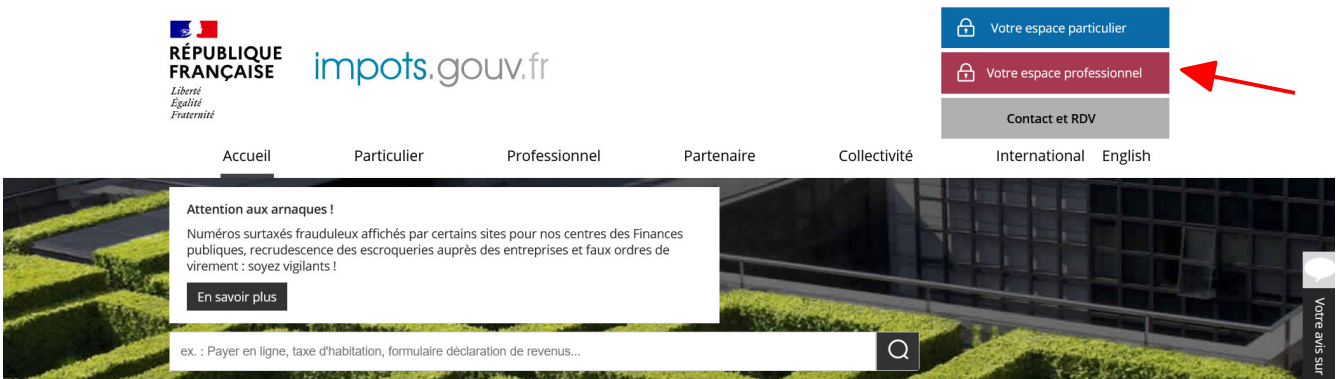 RÉPUBLIQUE
FRANÇAISE
Liberté
Égalité
Fraternité
impots.gouv.fr
Votre espace particulier
Votre espace professionnel
Contact et RDV
Accueil Particulier Professionnel Partenaire Collectivité International English
Attention aux arnaques !
Numéros surtaxés frauduleux affichés par certains sites pour nos centres des Finances
publiques, recrudescence des escroqueries auprès des entreprises et faux ordres de
virement : soyez vigilants !
En savoir plus
ex. : Payer en ligne, taxe d'habitation, formulaire déclaration de revenus...
Votre avis sur